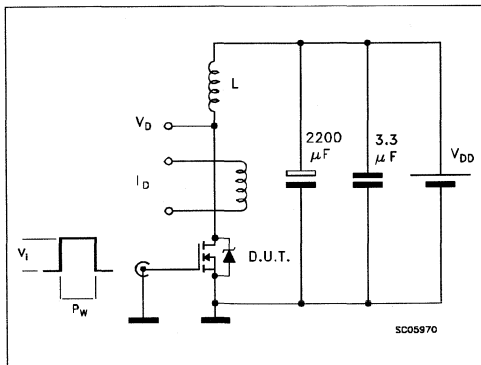 L
V_D
2200
µF
3.3
µF
V_DD
I_D
D.U.T.
V_i
P_W
SC05970